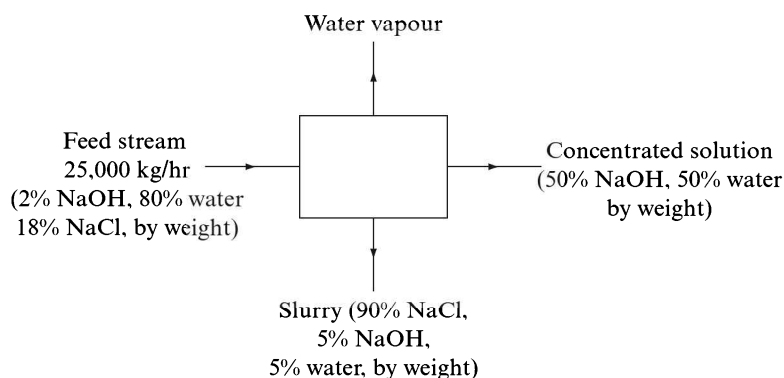 Water vapour
Feed stream
25,000 kg/hr
(2% NaOH, 80% water
18% NaCl, by weight)
Concentrated solution
(50% NaOH, 50% water
by weight)
Slurry (90% NaCl,
5% NaOH,
5% water, by weight)